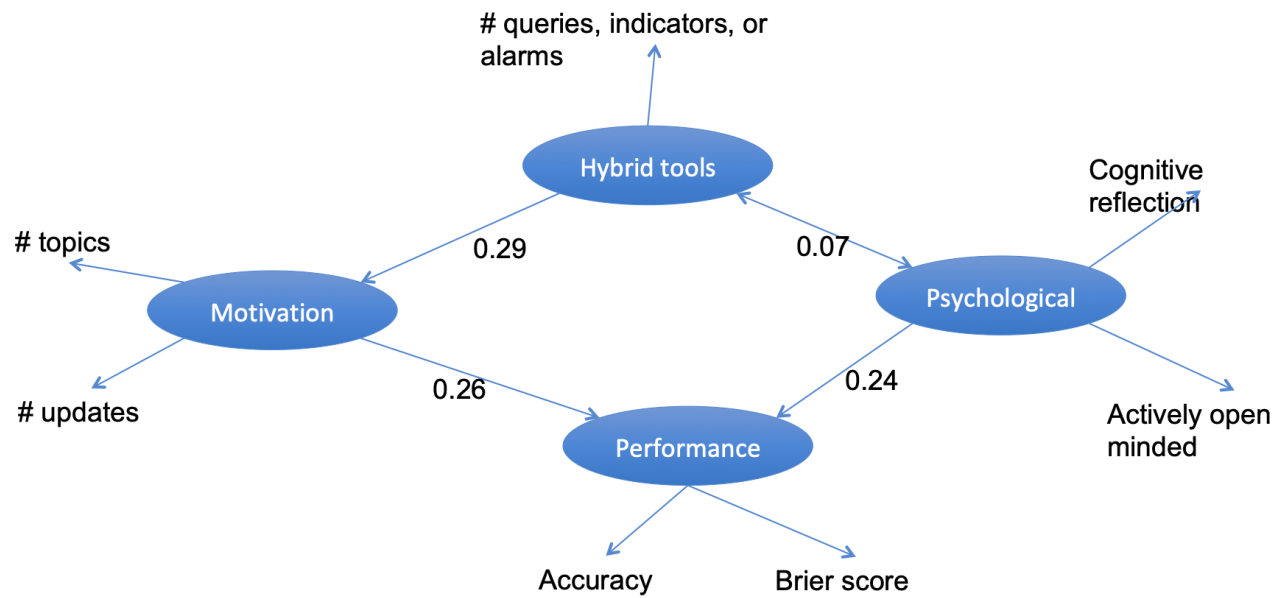 # queries, indicators, or
alarms
Hybrid tools
Cognitive
reflection
# topics
0.29
0.07
Motivation
Psychological
0.26
0.24
# updates
Performance
Actively open
minded
Accuracy
Brier score